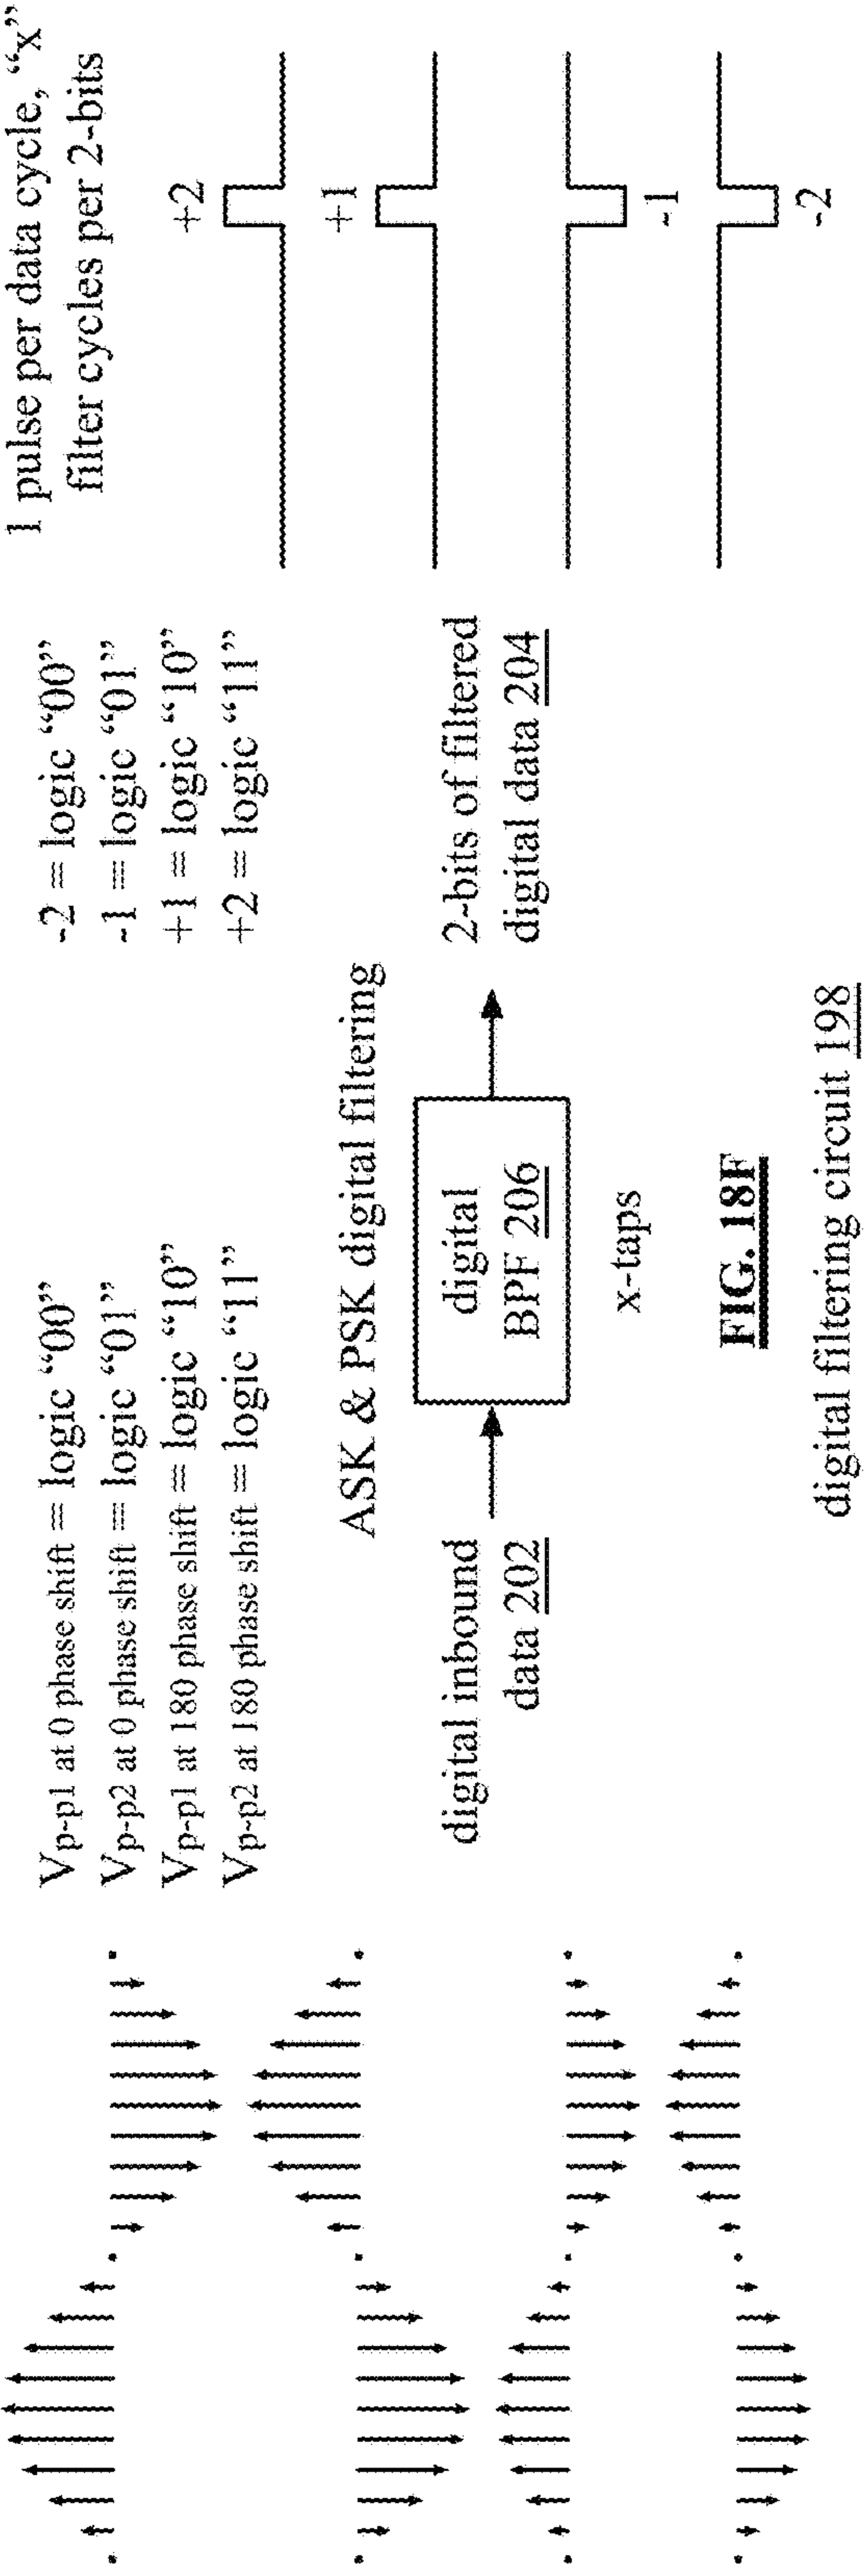 Vp-p1 at 0 phase shift = logic “00”
Vp-p2 at 0 phase shift = logic “01”
Vp-p1 at 180 phase shift = logic “10”
Vp-p2 at 180 phase shift = logic “11”
-2 = logic “00”
-1 = logic “01”
+1 = logic “10”
+2 = logic “11”
1 pulse per data cycle, “x”
filter cycles per 2-bits
+2
+1
-1
-2
ASK & PSK digital filtering
digital inbound
data 202
digital
BPF 206
x-taps
2-bits of filtered
digital data 204
FIG. 18F
digital filtering circuit 198